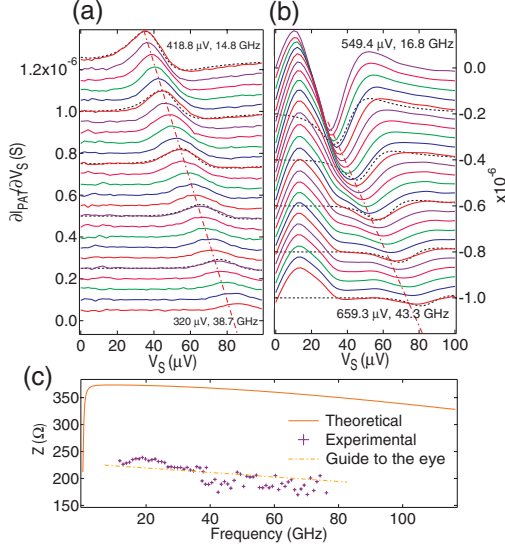 (a)
(b)
418.8 μV, 14.8 GHz
549.4 μV, 16.8 GHz
1.2x10⁻⁶
1.0
0.8
0.6
0.4
0.2
0.0
∂I_PAT/∂V_S (S)
320 μV, 38.7 GHz
0 20 40 60 80
V_S (μV)
0.0
-0.2
-0.4
-0.6
-0.8
-1.0
x10⁻⁶
659.3 μV, 43.3 GHz
0 20 40 60 80 100
V_S (μV)
(c)
350
300
250
200
150
Z (Ω)
Theoretical
Experimental
Guide to the eye
20 40 60 80 100
Frequency (GHz)